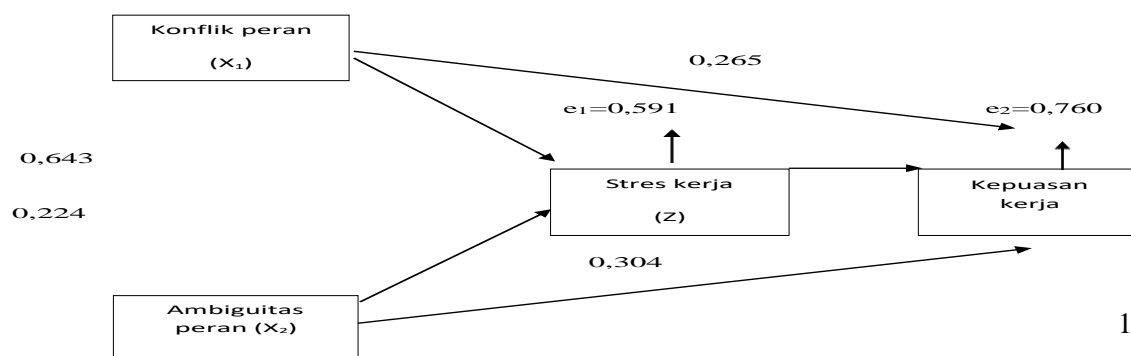 Konflik peran
(X₁)
0,265
e₁=0,591
e₂=0,760
0,643
Stres kerja
(Z)
Kepuasan
kerja
0,224
0,304
Ambiguitas
peran (X₂)
1